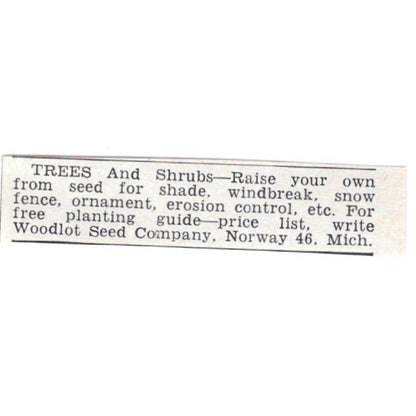 TREES And Shrubs—Raise your own
from seed for shade. windbreak, snow
fence, ornament, erosion control, etc. For
free planting guide—price list, write
Woodlot Seed Company, Norway 46, Mich.